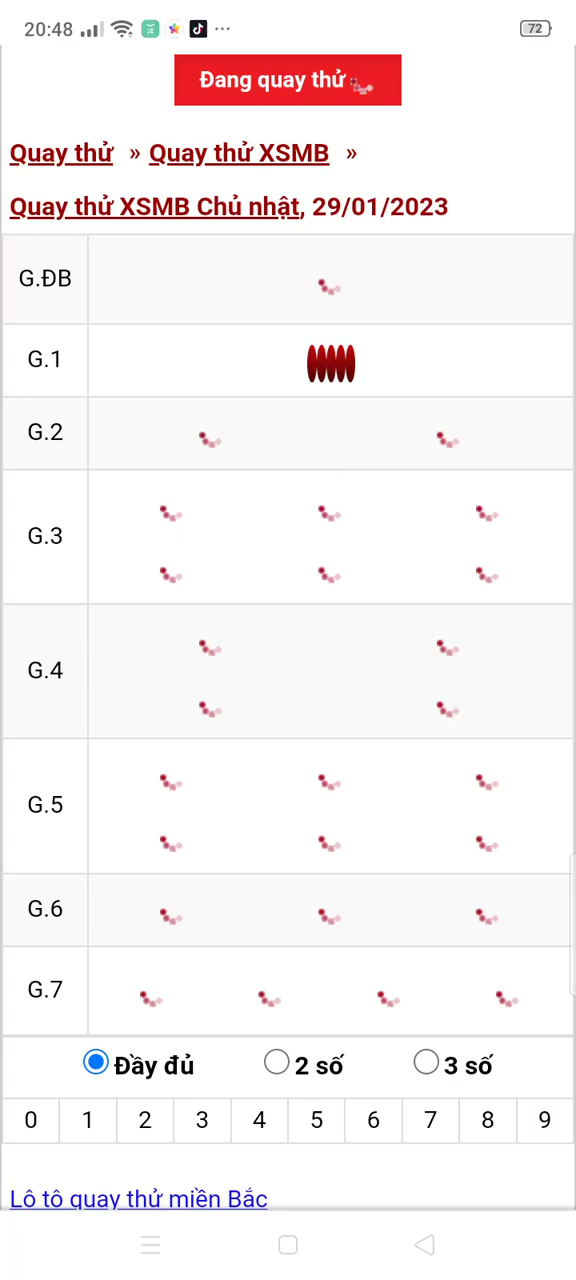 20:48 72
Đang quay thử
Quay thử » Quay thử XSMB »
Quay thử XSMB Chủ nhật, 29/01/2023
G.ĐB
G.1
G.2
G.3
G.4
G.5
G.6
G.7
Đầy đủ 2 số 3 số
0 1 2 3 4 5 6 7 8 9
Lô tô quay thử miền Bắc